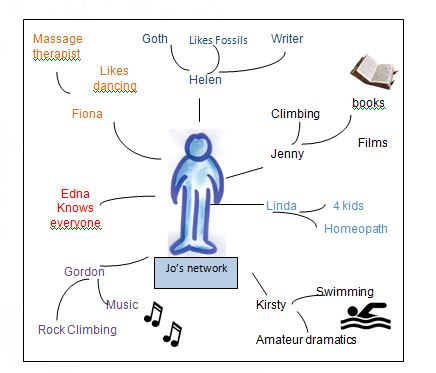 Massage
therapist
Goth
Likes Fossils
Writer
Likes
dancing
Helen
Fiona
Climbing
books
Films
Jenny
Edna
Knows
everyone
Linda
4 kids
Homeopath
Jo's network
Gordon
Music
Rock Climbing
Swimming
Kirsty
Amateur dramatics